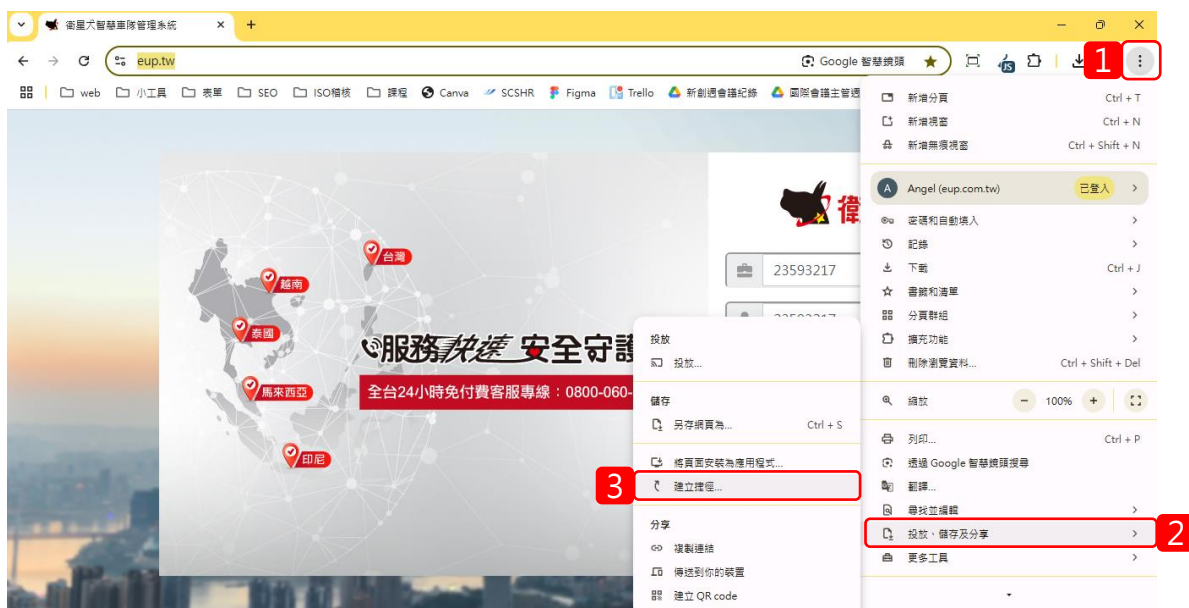 衛星犬智慧車隊管理系統
eup.tw
Google 智慧鏡頭
1
web
小工具
表單
SEO
ISO稽核
課程
Canva
SCSHR
Figma
Trello
新創週會議紀錄
國際會議主管週
新增分頁 Ctrl + T
新增視窗 Ctrl + N
新增無痕視窗 Ctrl + Shift + N
A Angel (eup.com.tw) 已登入
密碼和自動填入
記錄
下載 Ctrl + J
書籤和清單
分頁群組
擴充功能
刪除瀏覽資料... Ctrl + Shift + Del
縮放 - 100% +
列印... Ctrl + P
透過 Google 智慧鏡頭搜尋
翻譯...
尋找並編輯
投放、儲存及分享
2
更多工具
台灣
越南
泰國
馬來西亞
印尼
服務快速 安全守護
全台24小時免付費客服專線：0800-060-
衛
23593217
23593217
投放
投放...
儲存
另存網頁為... Ctrl + S
將頁面安裝為應用程式...
3
建立捷徑...
分享
複製連結
傳送到你的裝置
建立 QR code
JS